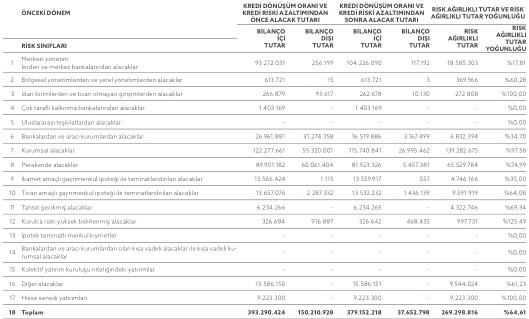 ÖNCEKİ DÖNEM
KREDİ DÖNÜŞÜM ORANI VE KREDİ RİSKİ AZALTIMINDAN ÖNCE ALACAK TUTARI
KREDİ DÖNÜŞÜM ORANI VE KREDİ RİSKİ AZALTIMINDAN SONRA ALACAK TUTARI
RİSK AĞIRLIKLI TUTAR VE RİSK AĞIRLIKLI TUTAR YOĞUNLUĞU
RİSK SINIFLARI
BİLANÇO İÇİ TUTAR
BİLANÇO DIŞI TUTAR
BİLANÇO İÇİ TUTAR
BİLANÇO DIŞI TUTAR
RİSK AĞIRLIKLI TUTAR
RİSK AĞIRLIKLI TUTAR YOĞUNLUĞU
1 Merkezi yönetim
lerden ve merkez bankalarından alacaklar 93.272.031 256.199 104.226.090 117.192 18.585.303 %17,81
2 Bölgesel yönetimlerden ve yerel yönetimlerden alacaklar 613.721 15 613.721 3 369.966 %60,28
3 İdari birimlerden ve ticari olmayan girişimlerden alacaklar 266.879 93.617 262.678 10.130 272.808 %100,00
4 Çok taraflı kalkınma bankalarından alacaklar 1.403.169 - 1.403.169 - - %0,00
5 Uluslararası teşkilatlardan alacaklar - - - - - %0,00
6 Bankalardan ve aracı kurumlardan alacaklar 26.961.881 31.274.358 16.519.886 3.167.499 6.832.394 %34,70
7 Kurumsal alacaklar 122.277.661 55.320.001 115.740.841 26.995.462 139.282.675 %97,58
8 Perakende alacaklar 89.901.182 60.061.404 81.923.326 5.457.381 65.529.784 %74,99
9 İkamet amaçlı gayrimenkul ipoteği ile teminatlandırılan alacaklar 13.566.424 1.115 13.559.917 557 4.746.166 %35,00
10 Ticari amaçlı gayrimenkul ipoteği ile teminatlandırılan alacaklar 13.657.076 2.287.332 13.532.232 1.436.139 9.591.919 %64,08
11 Tahsili gecikmiş alacaklar 6.234.266 - 6.234.265 - 4.322.746 %69,34
12 Kurulca riski yüksek belirlenmiş alacaklar 326.684 916.887 326.642 468.435 997.731 %125,49
13 İpotek teminatlı menkul kıymetler - - - - - %0,00
14 Bankalardan ve aracı kurumlardan olan kısa vadeli alacaklar ile kısa vadeli ku-
rumsal alacaklar - - - - - %0,00
15 Kolektif yatırım kuruluşu niteliğindeki yatırımlar - - - - - %0,00
16 Diğer alacaklar 15.586.150 - 15.586.151 - 9.544.024 %61,23
17 Hisse senedi yatırımları 9.223.300 - 9.223.300 - 9.223.300 %100,00
18 Toplam 393.290.424 150.210.928 379.152.218 37.652.798 269.298.816 %64,61